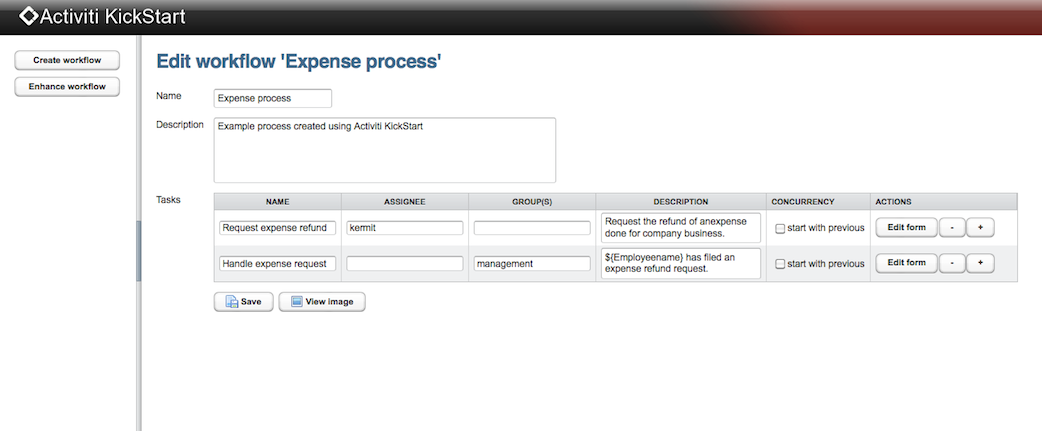 Activiti KickStart
Create workflow
Enhance workflow
Edit workflow 'Expense process'
Name
Expense process
Description
Example process created using Activiti KickStart
Tasks
NAME ASSIGNEE GROUP(S) DESCRIPTION CONCURRENCY ACTIONS
Request expense refund kermit Request the refund of anexpense
done for company business. start with previous Edit form - +
Handle expense request management ${Employeename} has filed an
expense refund request. start with previous Edit form - +
Save View image